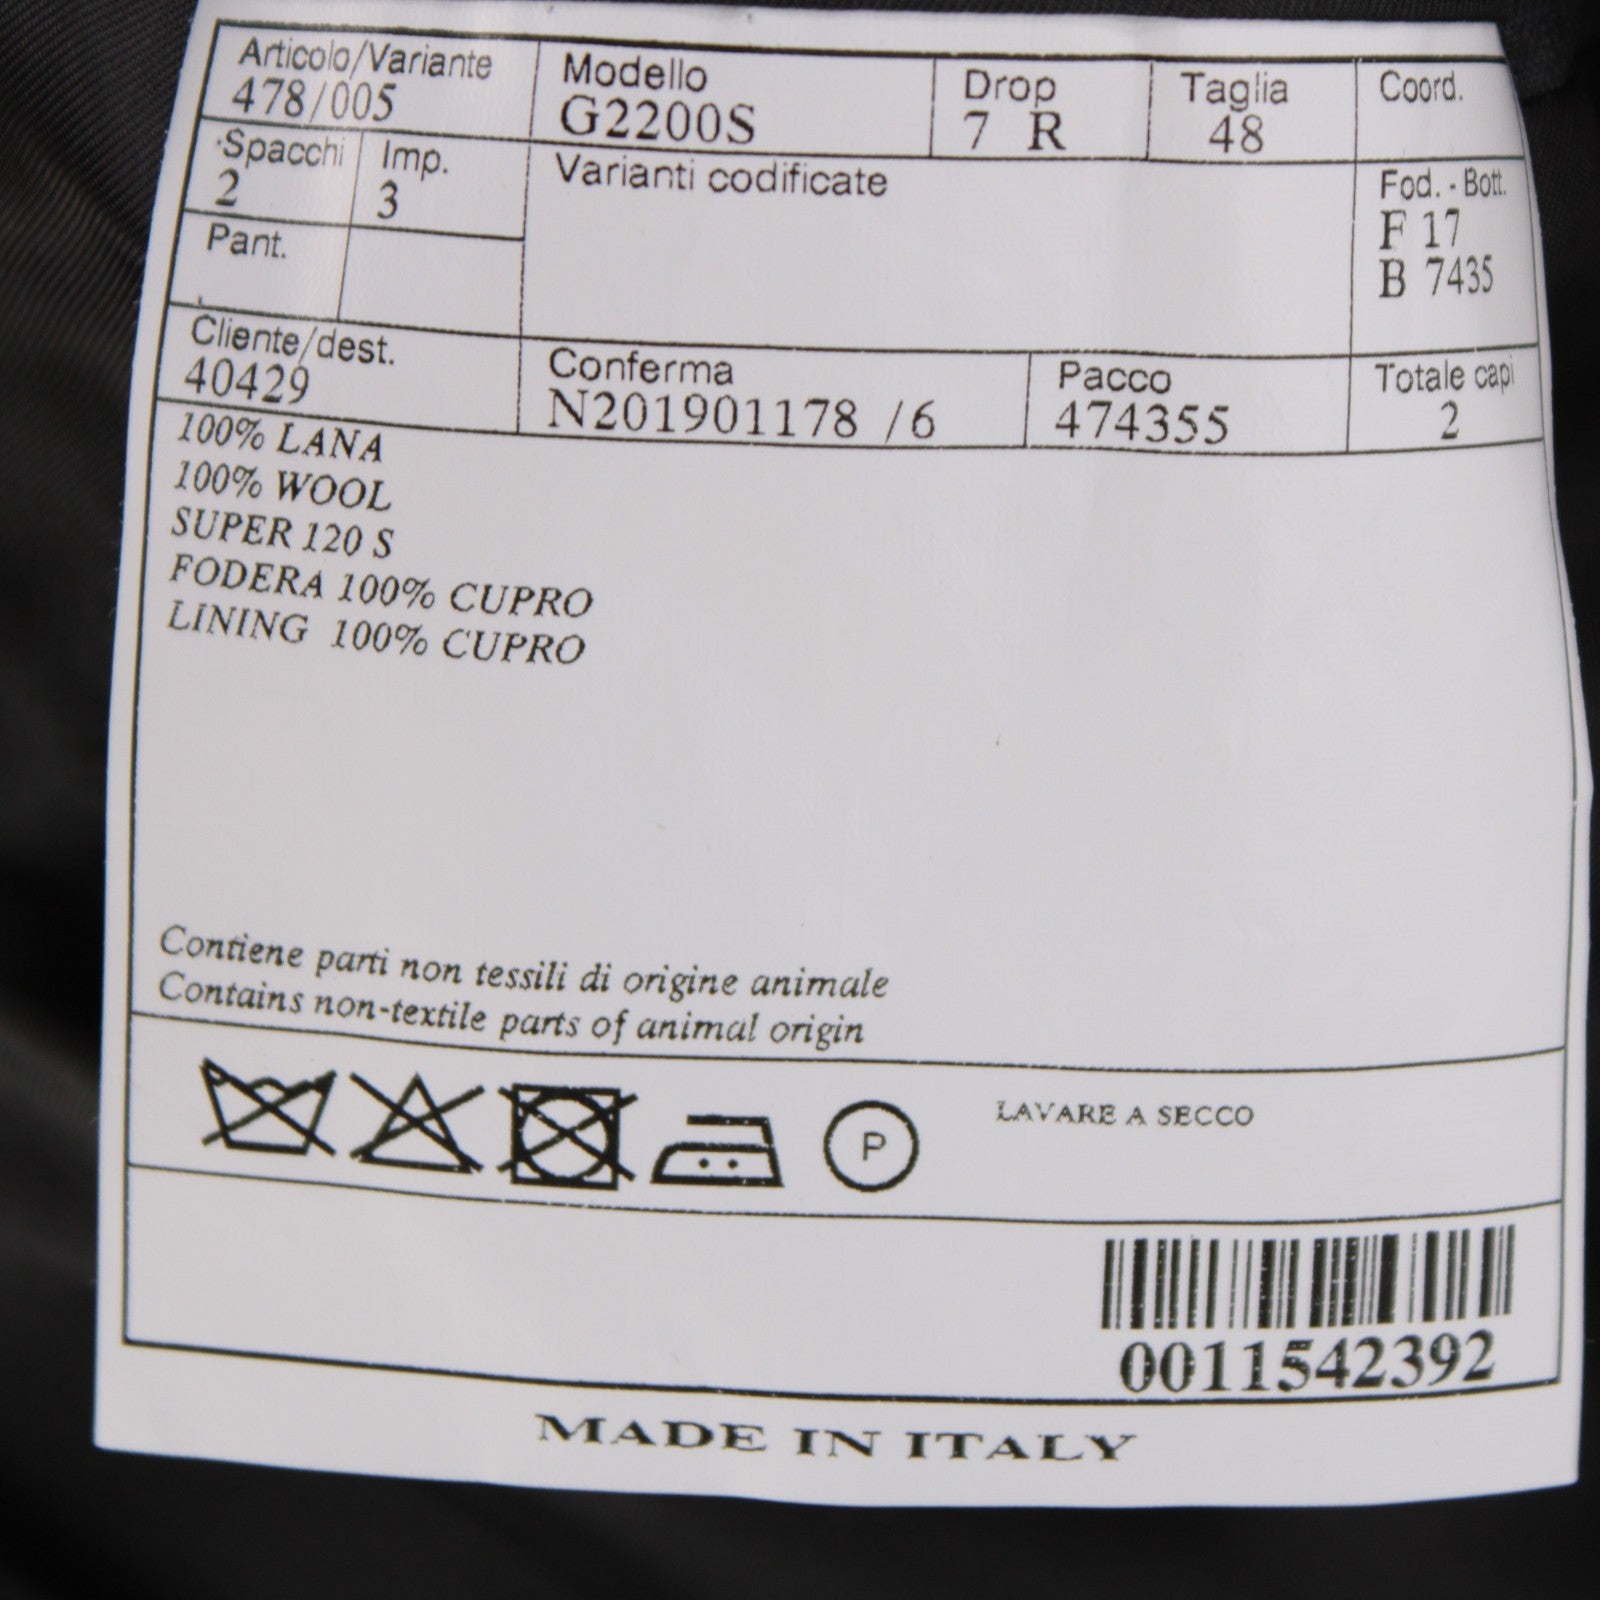 Articolo/Variante Modello Drop Taglia Coord.
478/005 G2200S 7 R 48
Spacchi Imp. Varianti codificate Fod. - Bott.
2 3 F 17
Pant. B 7435
Cliente/dest. Conferma Pacco Totale capi
40429 N201901178 /6 474355 2
100% LANA
100% WOOL
SUPER 120 S
FODERA 100% CUPRO
LINING 100% CUPRO
Contiene parti non tessili di origine animale
Contains non-textile parts of animal origin
P LAVARE A SECCO
0011542392
MADE IN ITALY